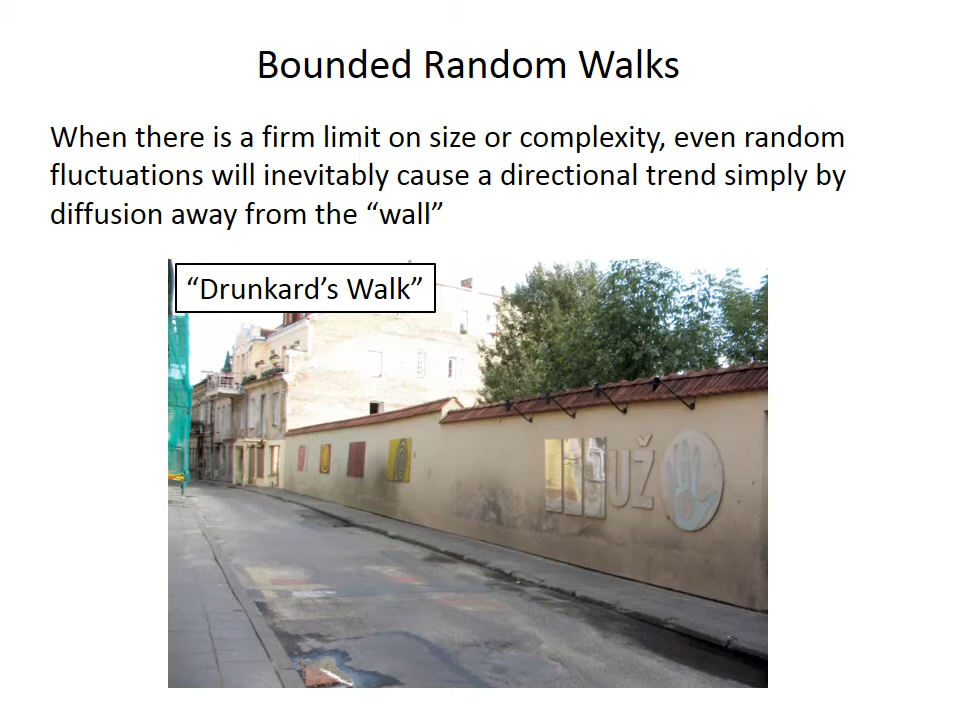 Bounded Random Walks
When there is a firm limit on size or complexity, even random
fluctuations will inevitably cause a directional trend simply by
diffusion away from the “wall”
“Drunkard’s Walk”
UŽ